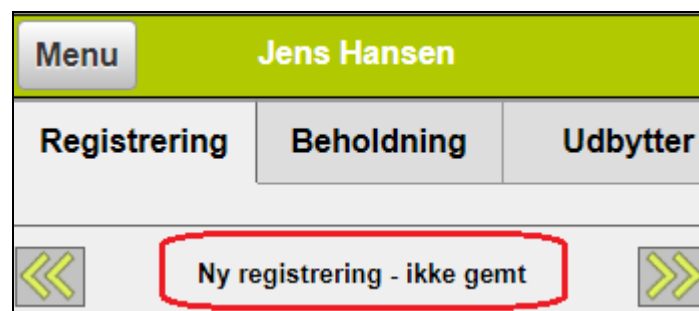 Menu Jens Hansen
Registrering Beholdning Udbytter
Ny registrering - ikke gemt